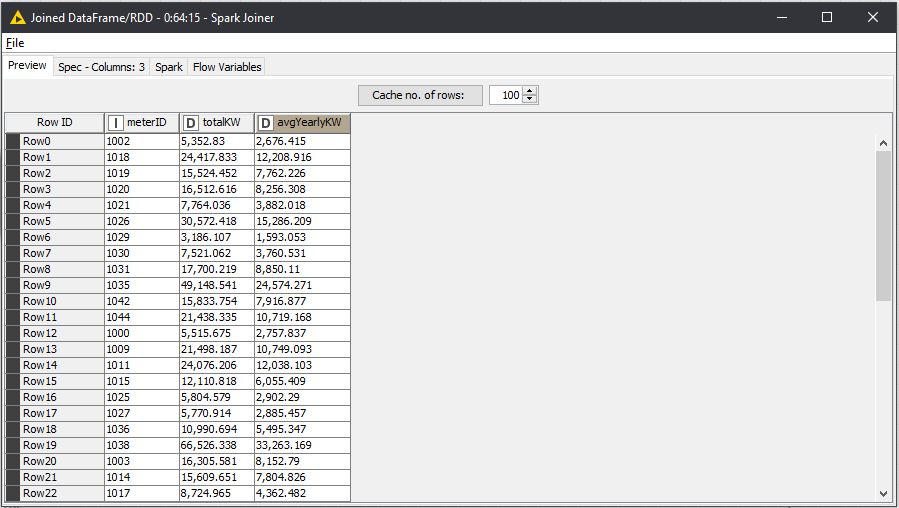 Joined DataFrame/RDD - 0:64:15 - Spark Joiner
File
Preview Spec - Columns: 3 Spark Flow Variables
Cache no. of rows: 100
Row ID I meterID D totalKW D avgYearlyKW
Row0 1002 5,352.83 2,676.415
Row1 1018 24,417.833 12,208.916
Row2 1019 15,524.452 7,762.226
Row3 1020 16,512.616 8,256.308
Row4 1021 7,764.036 3,882.018
Row5 1026 30,572.418 15,286.209
Row6 1029 3,186.107 1,593.053
Row7 1030 7,521.062 3,760.531
Row8 1031 17,700.219 8,850.11
Row9 1035 49,148.541 24,574.271
Row10 1042 15,833.754 7,916.877
Row11 1044 21,438.335 10,719.168
Row12 1000 5,515.675 2,757.837
Row13 1009 21,498.187 10,749.093
Row14 1011 24,076.206 12,038.103
Row15 1015 12,110.818 6,055.409
Row16 1025 5,804.579 2,902.29
Row17 1027 5,770.914 2,885.457
Row18 1036 10,990.694 5,495.347
Row19 1038 66,526.338 33,263.169
Row20 1003 16,305.581 8,152.79
Row21 1014 15,609.651 7,804.826
Row22 1017 8,724.965 4,362.482